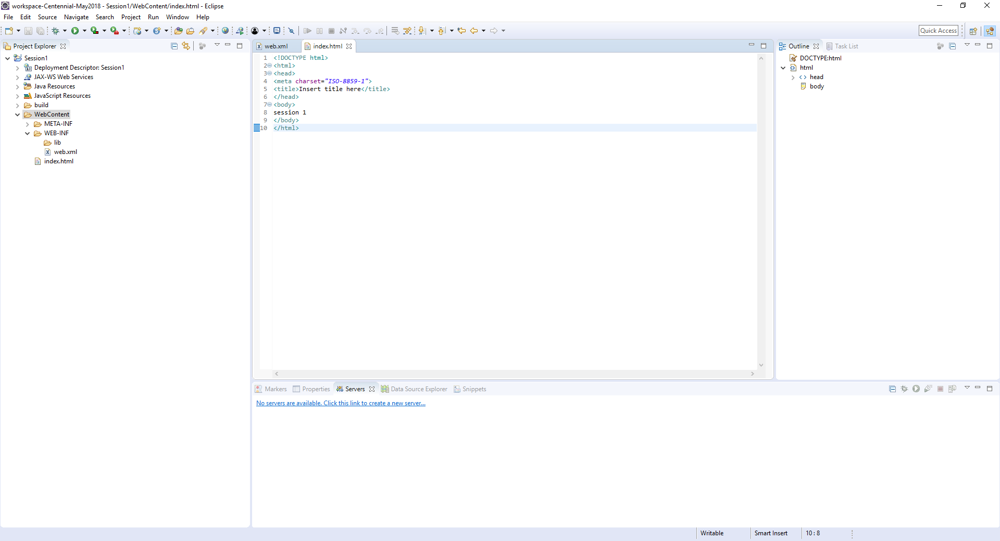 workspace-Centennial-May2018 - Session1/WebContent/index.html - Eclipse
File Edit Source Navigate Search Project Run Window Help
Quick Access
Project Explorer
Session1
3.1 Deployment Descriptor: Session1
JAX-WS Web Services
Java Resources
JavaScript Resources
build
WebContent
META-INF
WEB-INF
lib
web.xml
index.html
web.xml index.html
1 <!DOCTYPE html>
2 <html>
3 <head>
4 <meta charset="ISO-8859-1">
5 <title>Insert title here</title>
6 </head>
7 <body>
8 session 1
9 </body>
10 </html>
Outline Task List
DOCTYPE:html
html
head
body
Markers Properties Servers Data Source Explorer Snippets
No servers are available. Click this link to create a new server...
Writable Smart Insert 10 : 8